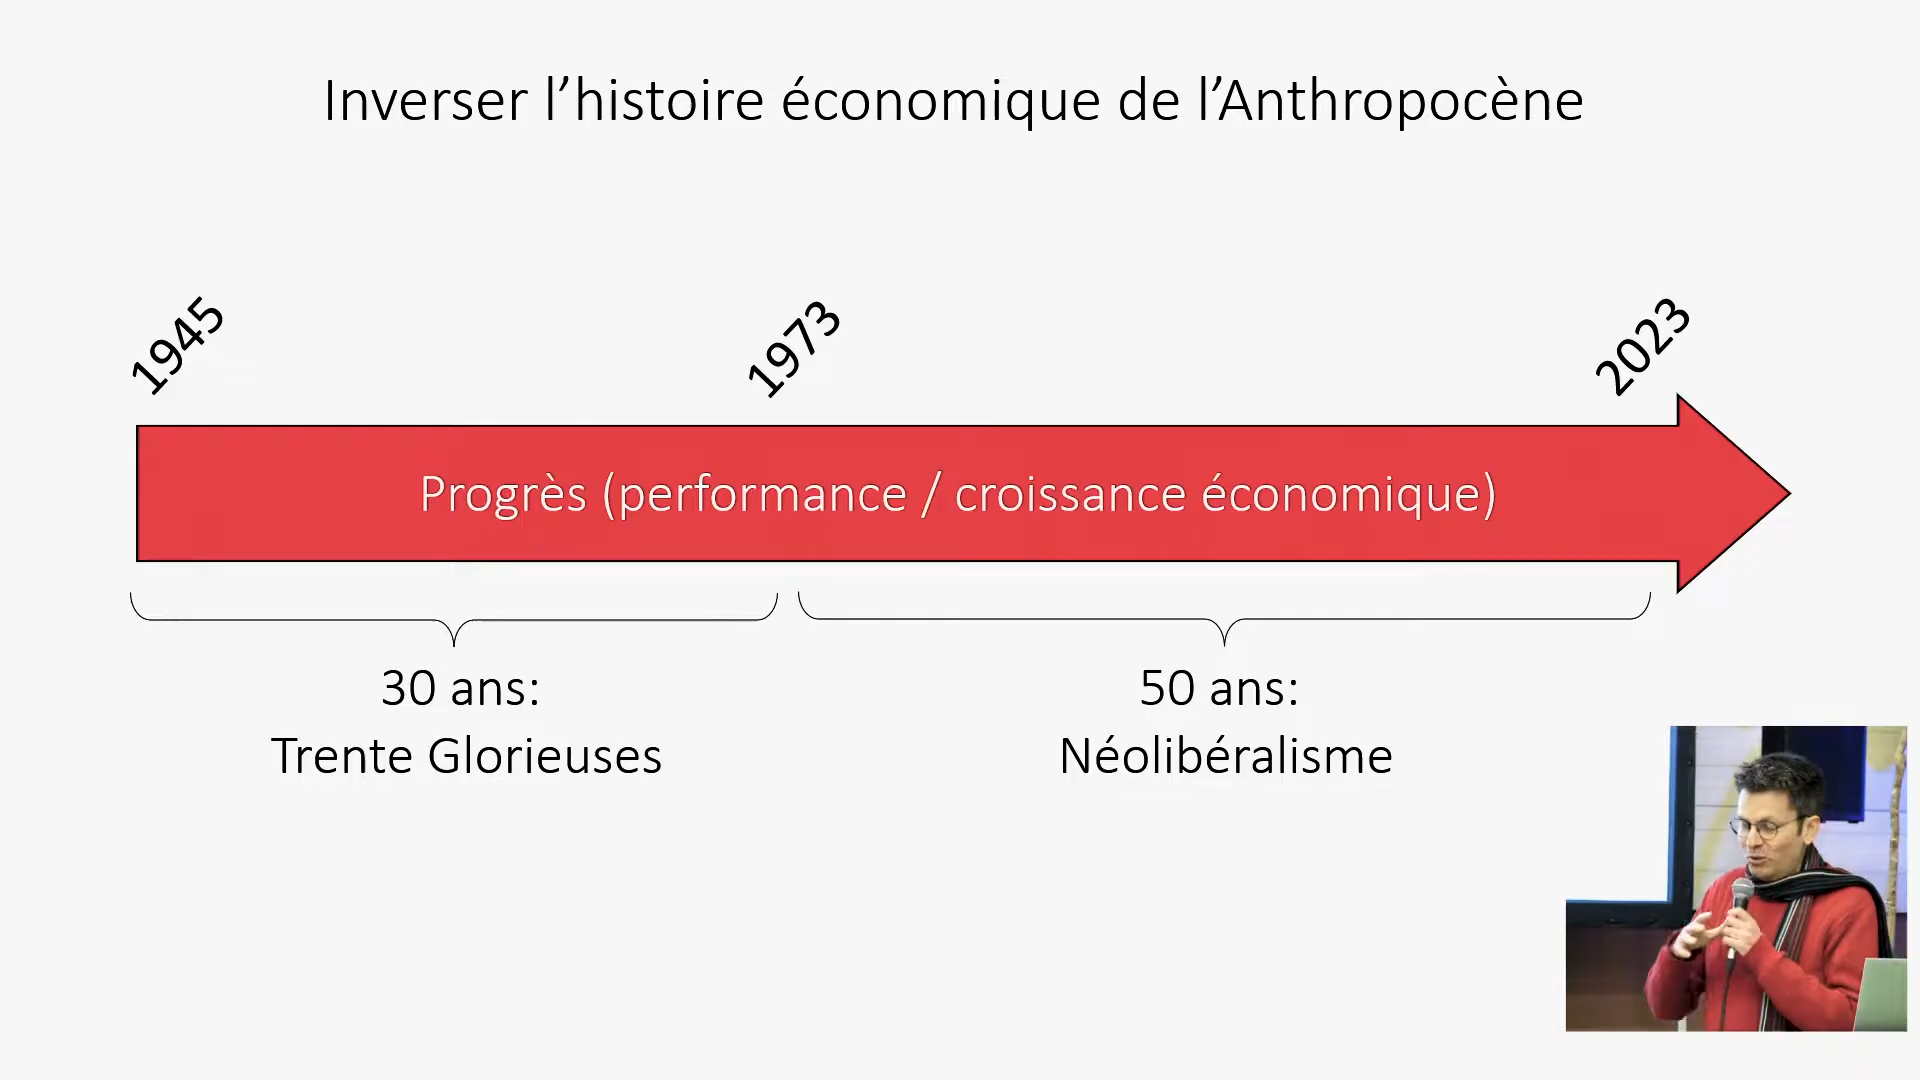 Inverser l’histoire économique de l’Anthropocène
1945
1973
2023
Progrès (performance / croissance économique)
30 ans:
Trente Glorieuses
50 ans:
Néolibéralisme